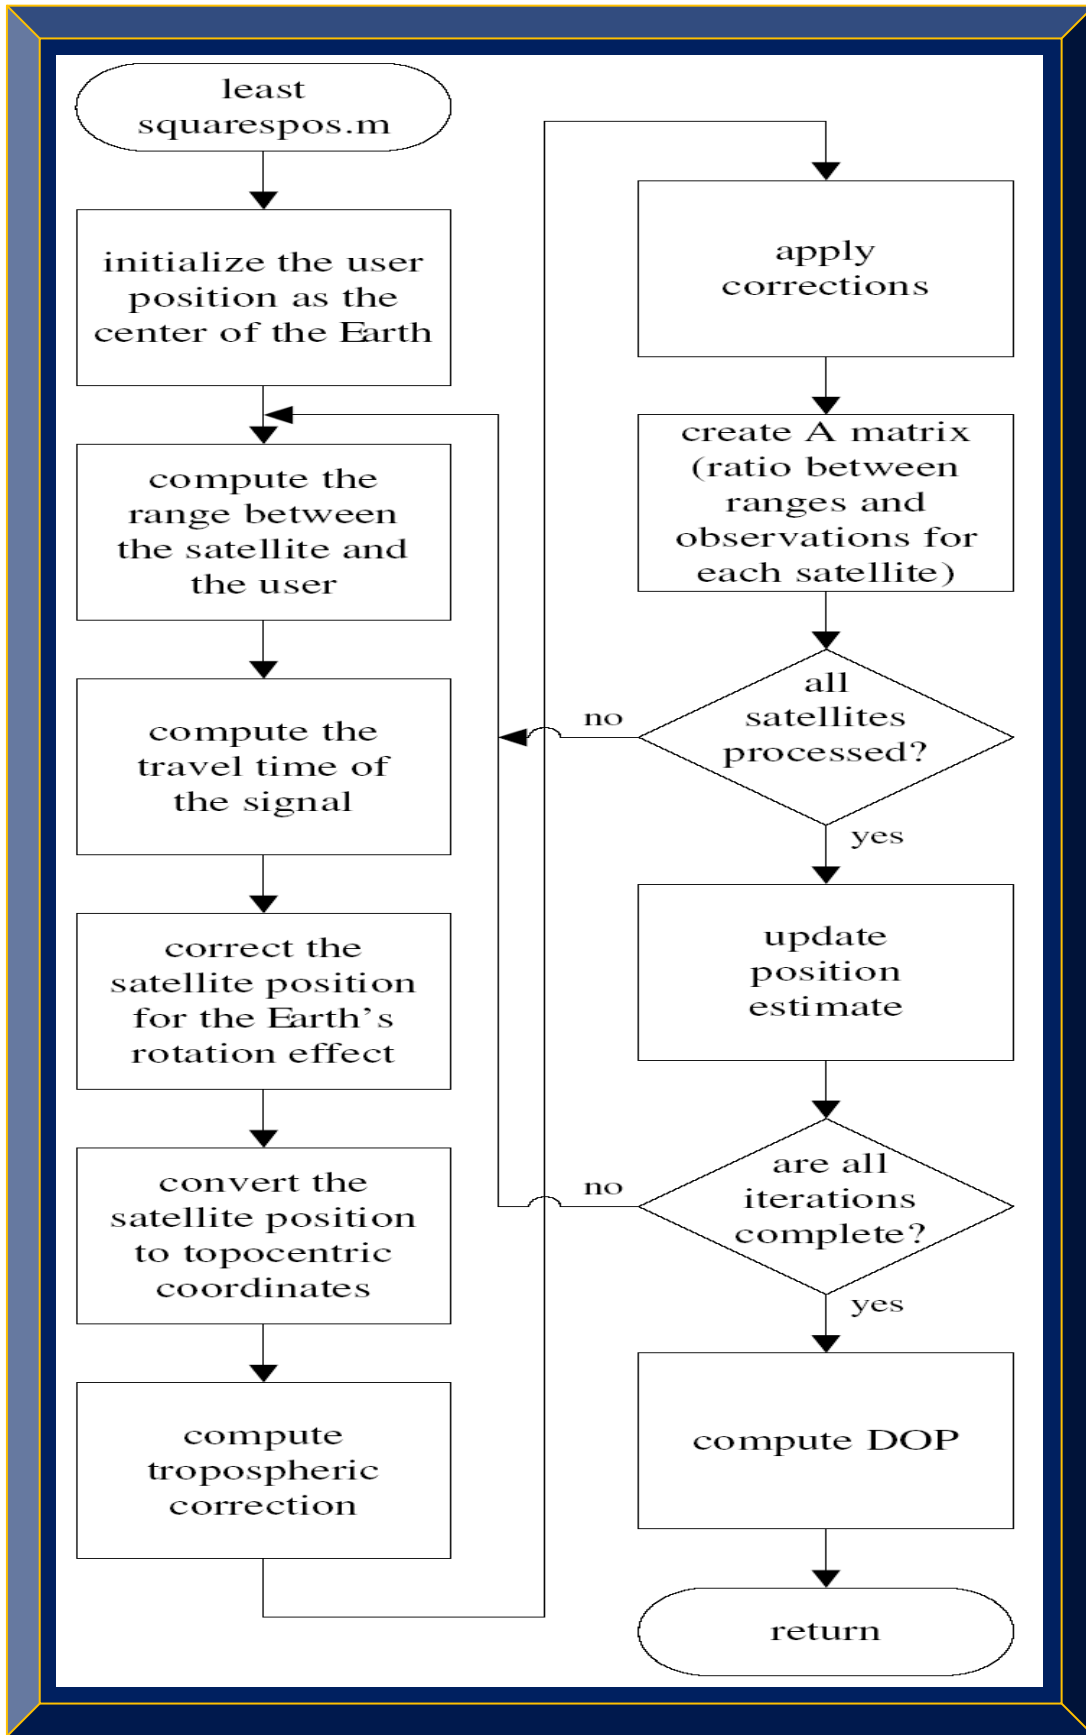 least
squarespos.m
initialize the user
position as the
center of the Earth
compute the
range between
the satellite and
the user
compute the
travel time of
the signal
correct the
satellite position
for the Earth's
rotation effect
convert the
satellite position
to topocentric
coordinates
compute
tropospheric
correction
apply
corrections
create A matrix
(ratio between
ranges and
observations for
each satellite)
all
satellites
processed?
no
yes
update
position
estimate
are all
iterations
complete?
no
yes
compute DOP
return